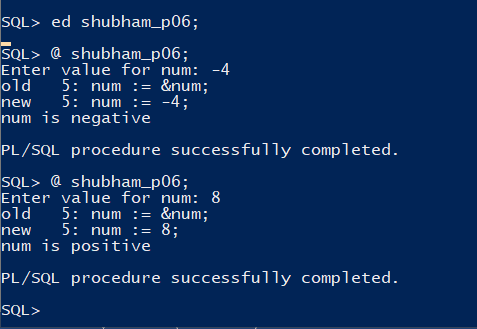 SQL> ed shubham_p06;
SQL> @ shubham_p06;
Enter value for num: -4
old   5: num := &num;
new   5: num := -4;
num is negative
PL/SQL procedure successfully completed.
SQL> @ shubham_p06;
Enter value for num: 8
old   5: num := &num;
new   5: num := 8;
num is positive
PL/SQL procedure successfully completed.
SQL>